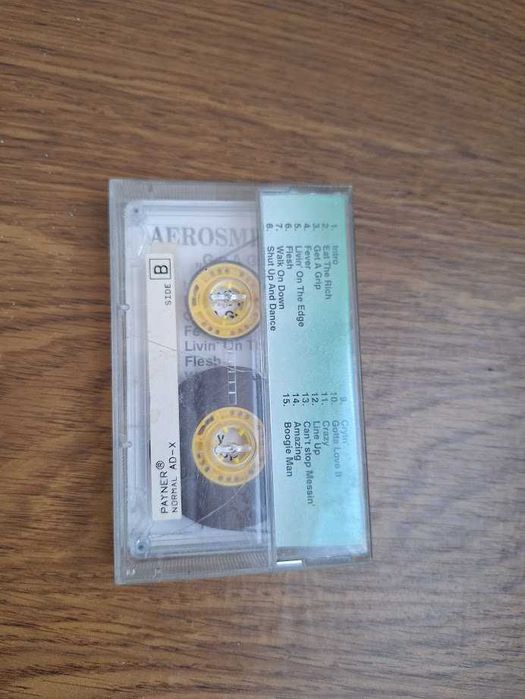 AEROSMI
SIDE B
Livin' On
Flesh
PAYNER®
NORMAL AD-X
1. Intro
2. Eat The Rich
3. Get A Grip
4. Fever
5. Livin' On The Edge
6. Flesh
7. Walk On Down
8. Shut Up And Dance
9. Cryin'
10. Gotta Love It
11. Crazy
12. Line Up
13. Can't stop Messin'
14. Amazing
15. Boogie Man